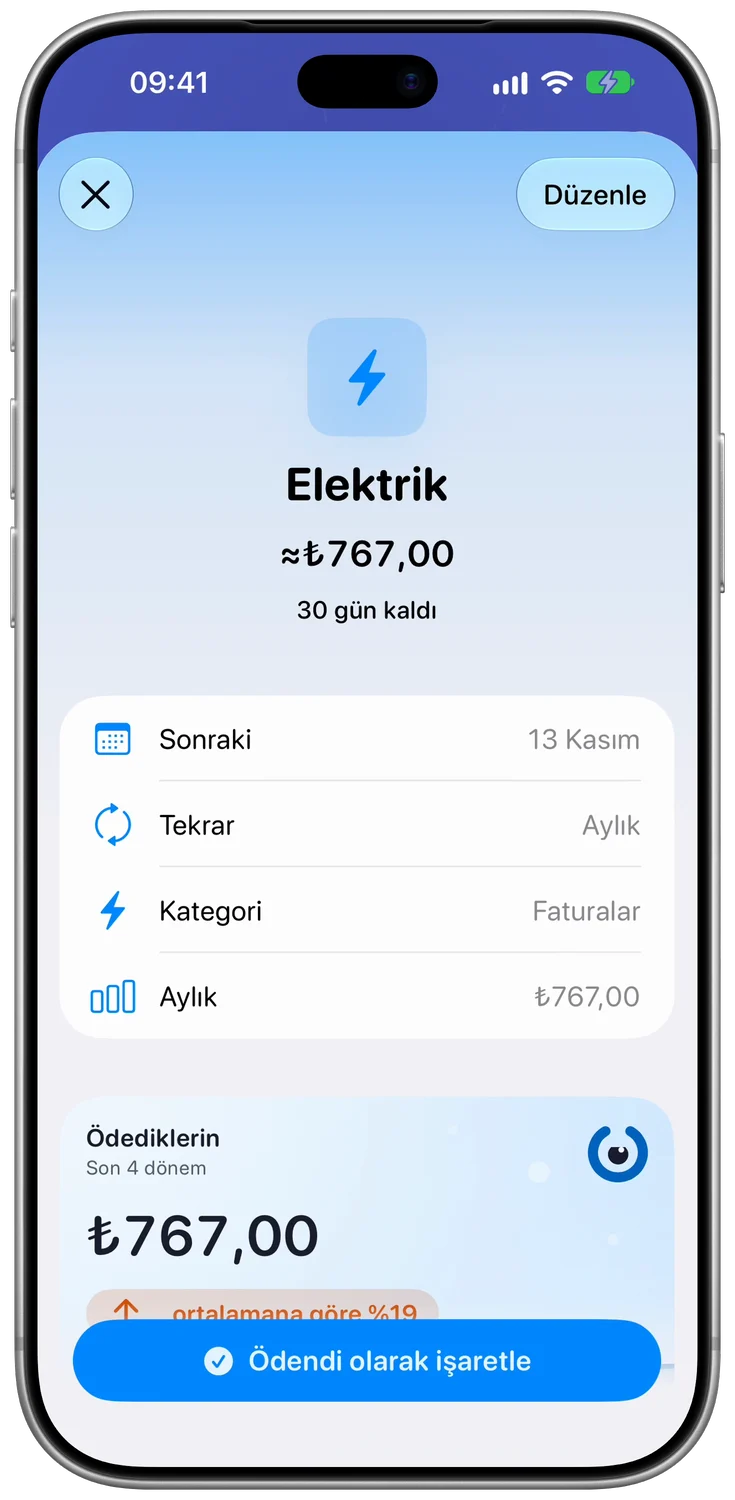 09:41
Düzenle
Elektrik
≈₺767,00
30 gün kaldı
Sonraki 13 Kasım
Tekrar Aylık
Kategori Faturalar
Aylık ₺767,00
Ödediklerin
Son 4 dönem
₺767,00
ortalamana göre %19
Ödendi olarak işaretle